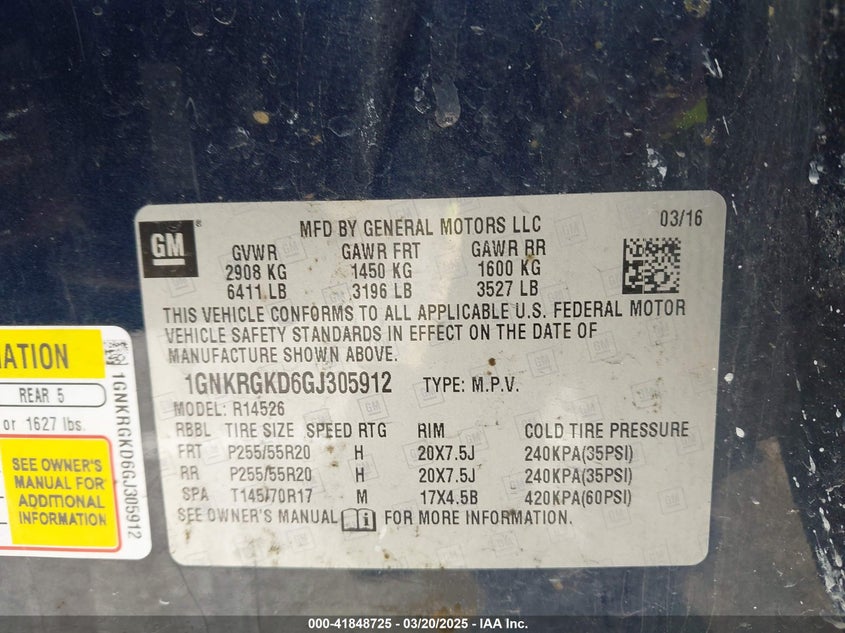 GM ®
MFD BY GENERAL MOTORS LLC
03/16
GVWR GAWR FRT GAWR RR
2908 KG 1450 KG 1600 KG
6411 LB 3196 LB 3527 LB
THIS VEHICLE CONFORMS TO ALL APPLICABLE U.S. FEDERAL MOTOR
VEHICLE SAFETY STANDARDS IN EFFECT ON THE DATE OF
MANUFACTURE SHOWN ABOVE.
1GNKRGKD6GJ305912 TYPE: M.P.V.
MODEL: R14526
RBBL TIRE SIZE SPEED RTG RIM COLD TIRE PRESSURE
FRT P255/55R20 H 20X7.5J 240KPA(35PSI)
RR P255/55R20 H 20X7.5J 240KPA(35PSI)
SPA T145/70R17 M 17X4.5B 420KPA(60PSI)
SEE OWNER'S MANUAL FOR MORE INFORMATION.
MATION
REAR 5
or 1627 lbs.
SEE OWNER'S
MANUAL FOR
ADDITIONAL
INFORMATION
1GNKRGKD6GJ305912
000-41848725 - 03/20/2025 - IAA Inc.